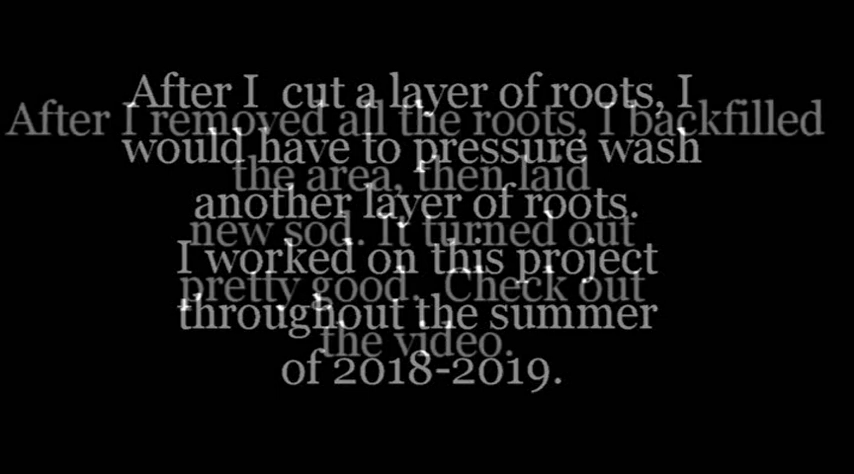 After I cut a layer of roots, I
would have to pressure wash
another layer of roots.
I worked on this project
throughout the summer
of 2018-2019.
After I removed all the roots, I backfilled
the area, then laid
new sod. It turned out
pretty good. Check out
the video.